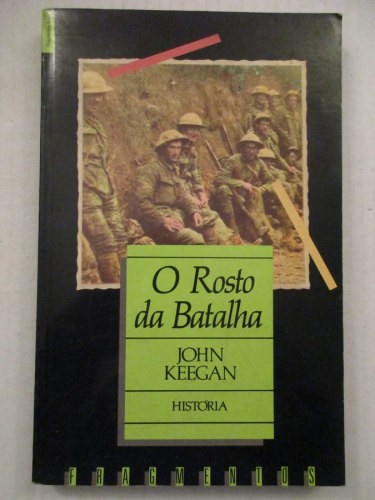 O Rosto
da Batalha
JOHN
KEEGAN
HISTÓRIA
FRAGMENTOS